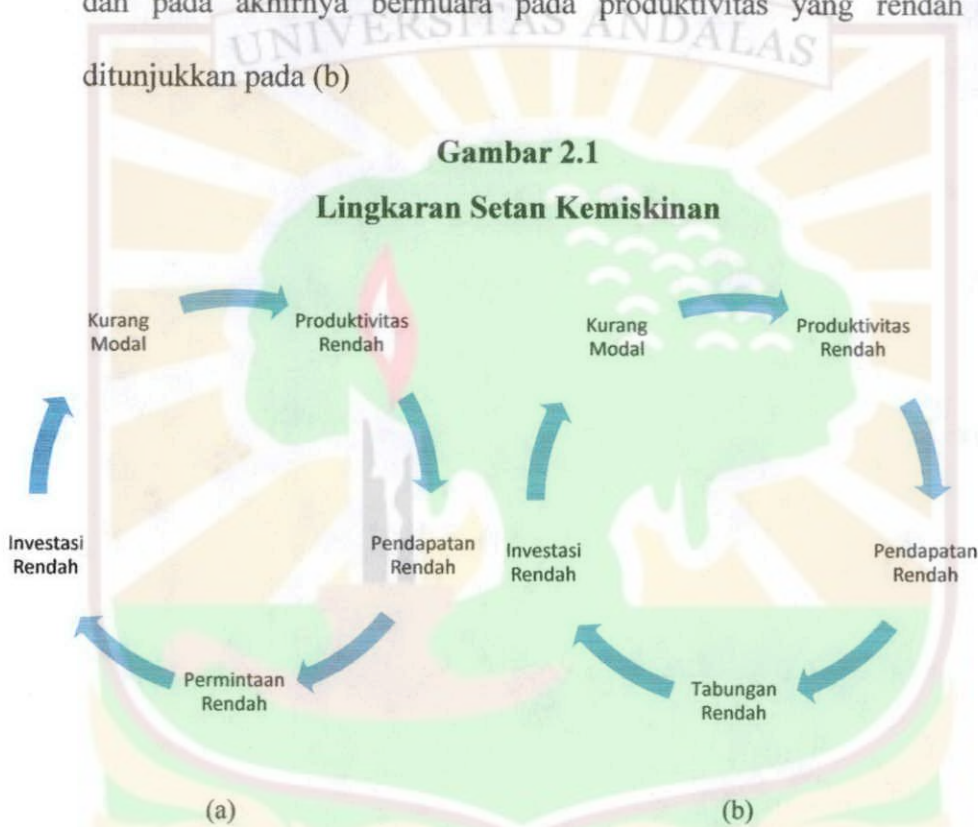 dan pada akhirnya bermuara pada produktivitas yang rendah
UNIVERSITAS ANDALAS
ditunjukkan pada (b)
Gambar 2.1
Lingkaran Setan Kemiskinan
Kurang
Modal
Produktivitas
Rendah
Pendapatan
Rendah
Permintaan
Rendah
Investasi
Rendah
(a)
Kurang
Modal
Produktivitas
Rendah
Pendapatan
Rendah
Tabungan
Rendah
Investasi
Rendah
(b)